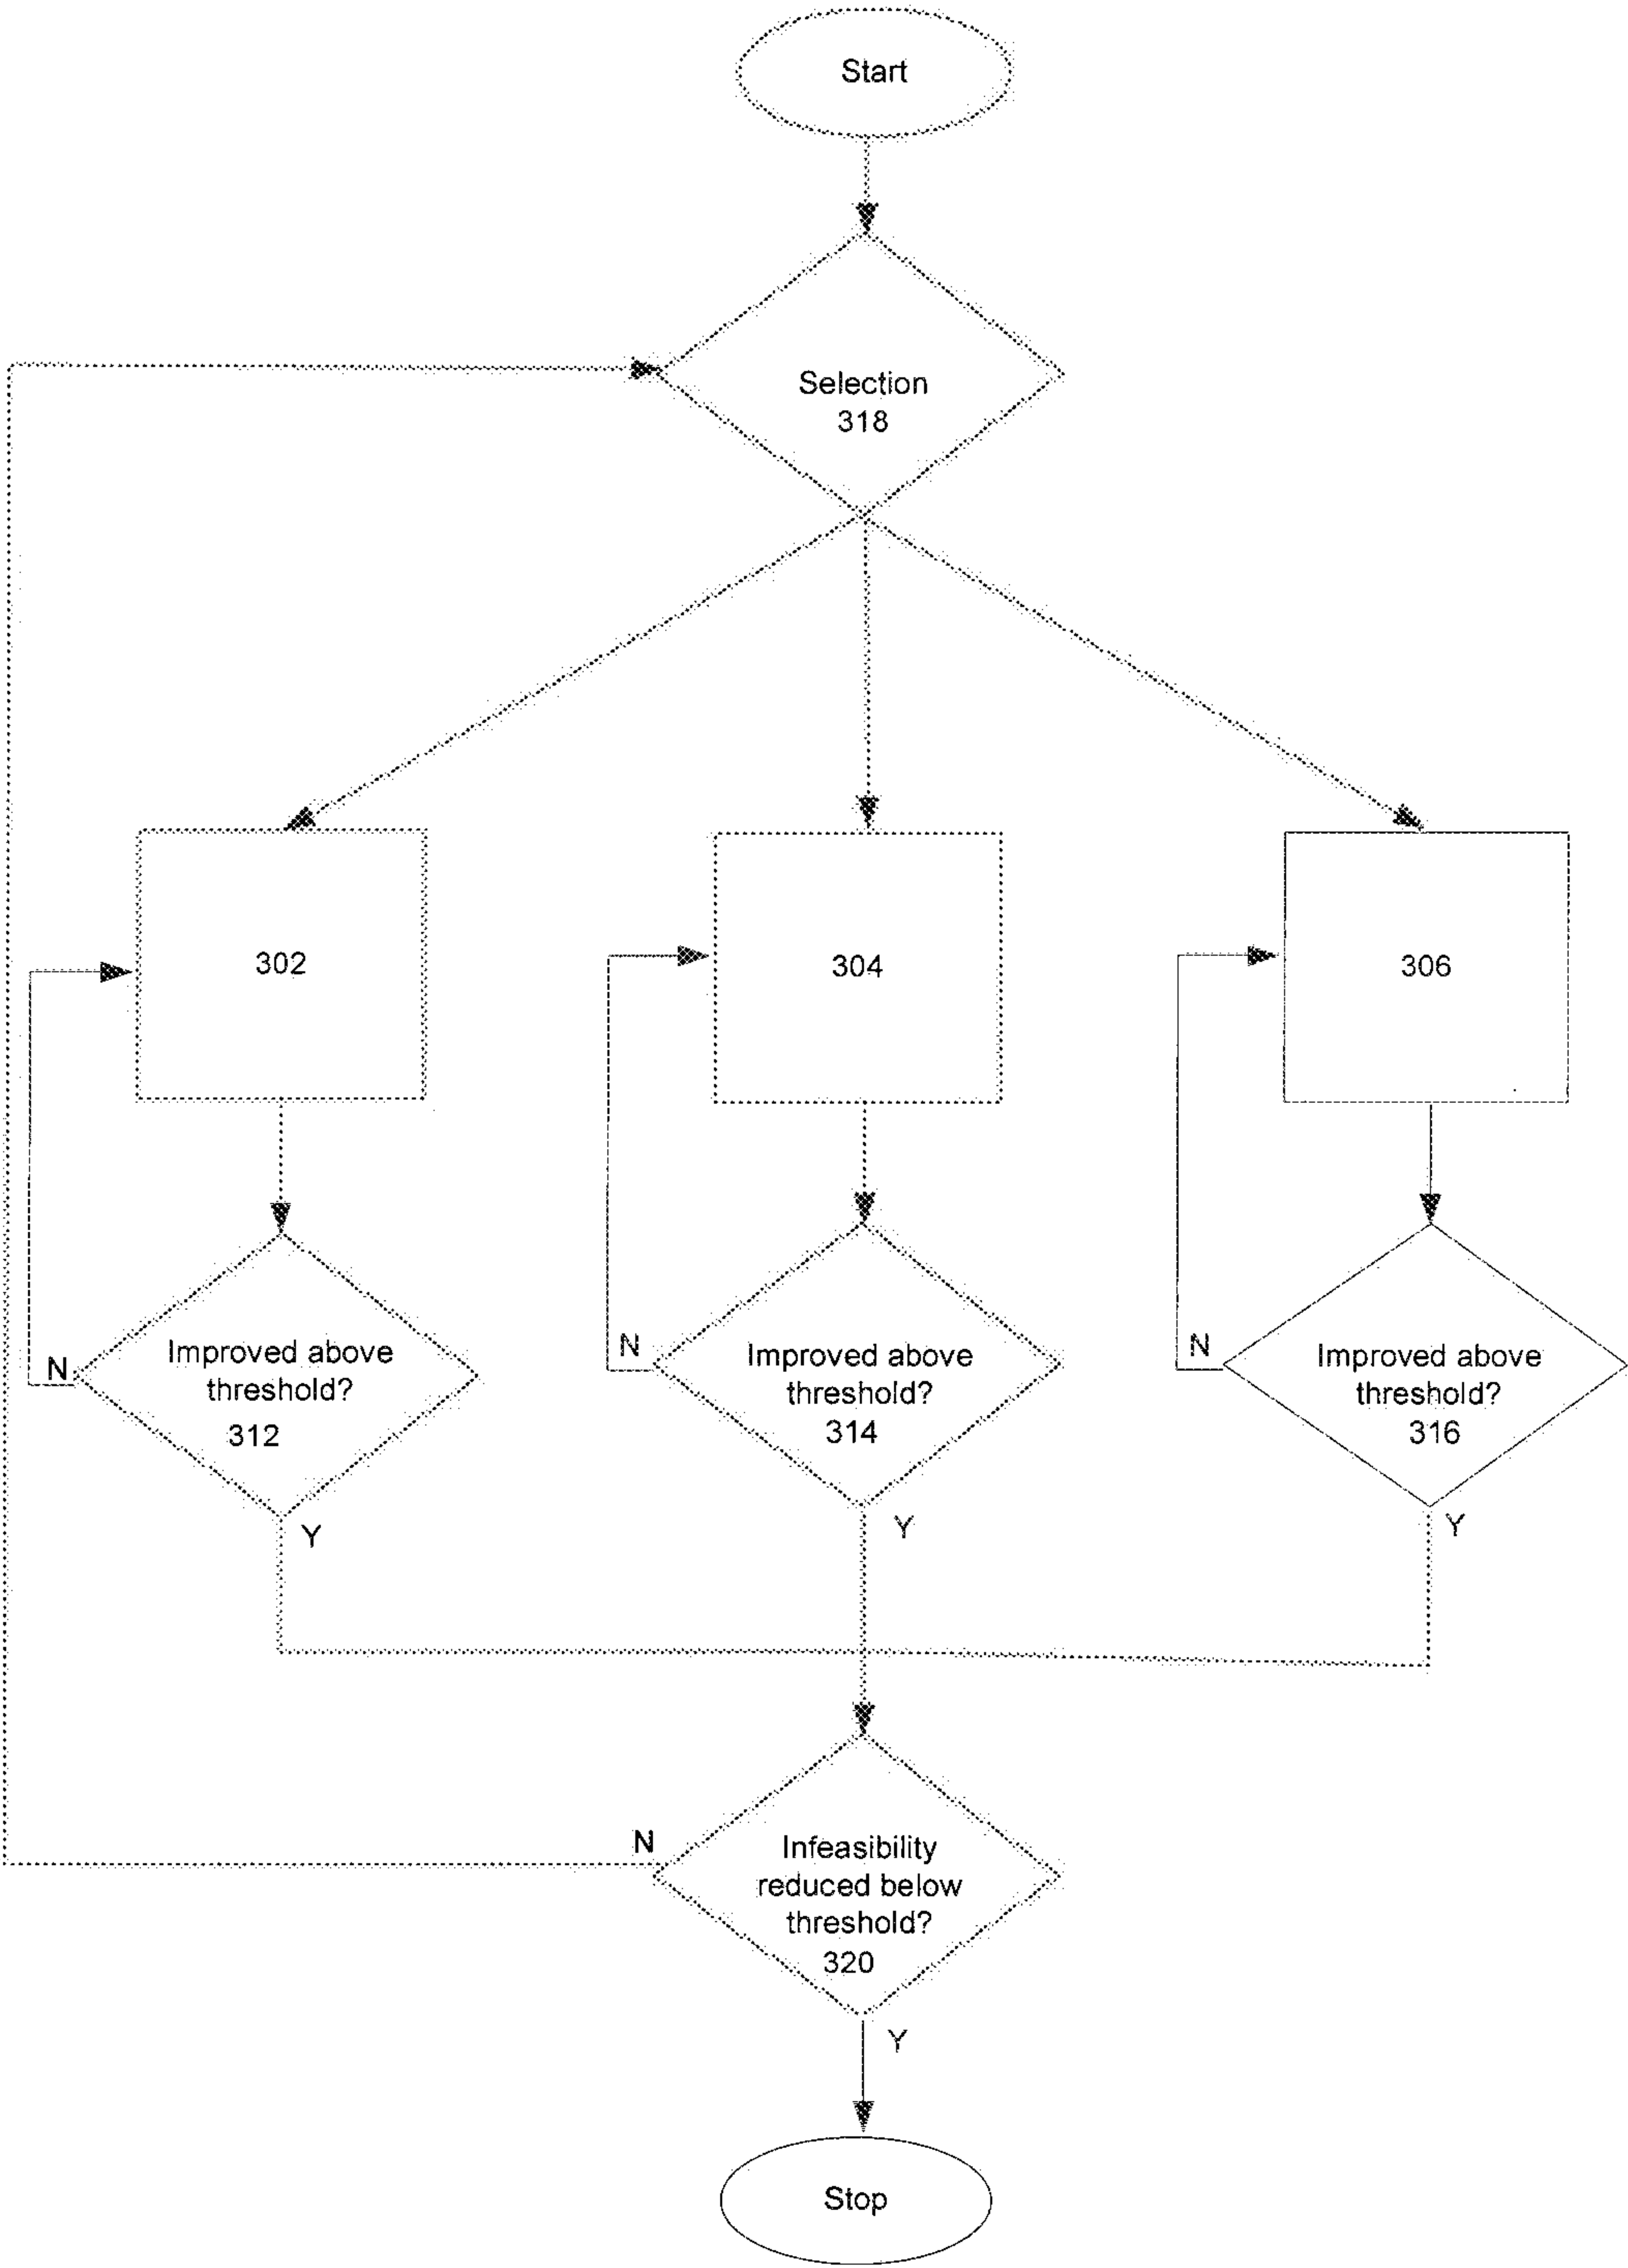 Start
Selection
318
302
304
306
Improved above
threshold?
312
N
Y
Improved above
threshold?
314
N
Y
Improved above
threshold?
316
N
Y
Infeasibility
reduced below
threshold?
320
N
Y
Stop